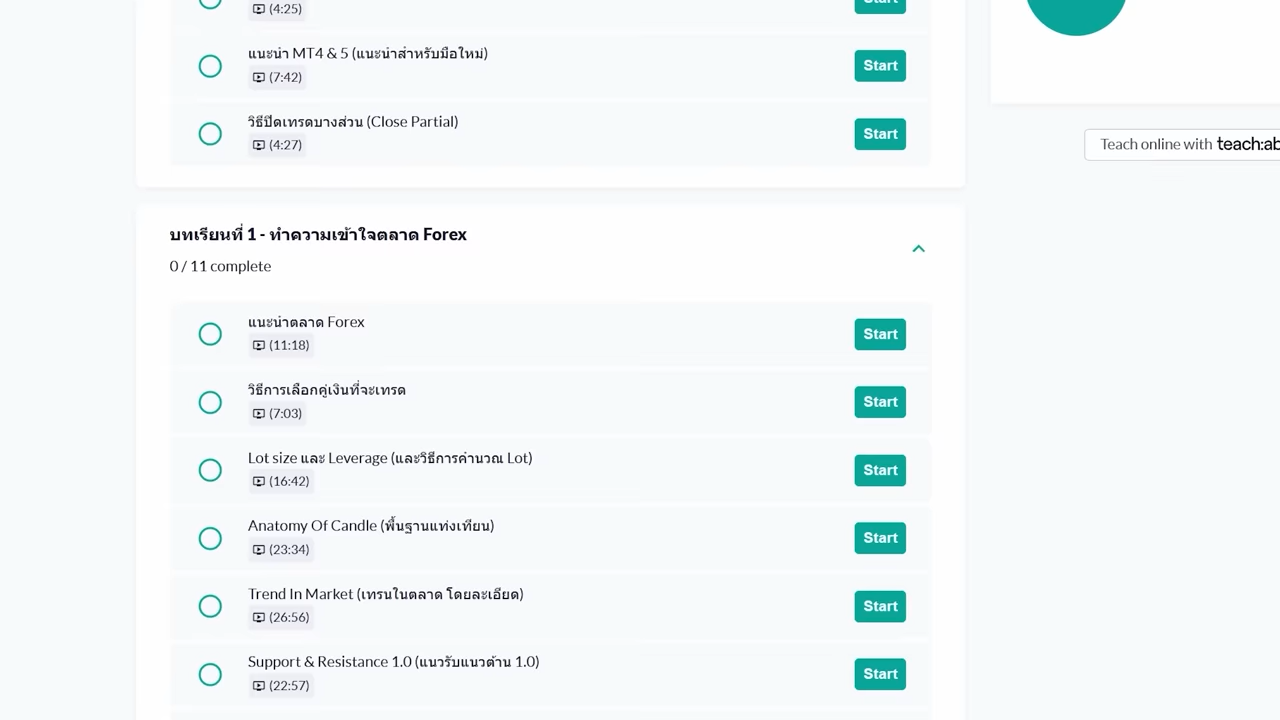 (4:25)
Start
แนะนำ MT4 & 5 (แนะนำสำหรับมือใหม่)
(7:42)
Start
วิธีปิดเทรดบางส่วน (Close Partial)
(4:27)
Start
Teach online with teach:ab
บทเรียนที่ 1 - ทำความเข้าใจตลาด Forex
0 / 11 complete
แนะนำตลาด Forex
(11:18)
Start
วิธีการเลือกคู่เงินที่จะเทรด
(7:03)
Start
Lot size และ Leverage (และวิธีการคำนวณ Lot)
(16:42)
Start
Anatomy Of Candle (พื้นฐานแท่งเทียน)
(23:34)
Start
Trend In Market (เทรนในตลาด โดยละเอียด)
(26:56)
Start
Support & Resistance 1.0 (แนวรับแนวต้าน 1.0)
(22:57)
Start